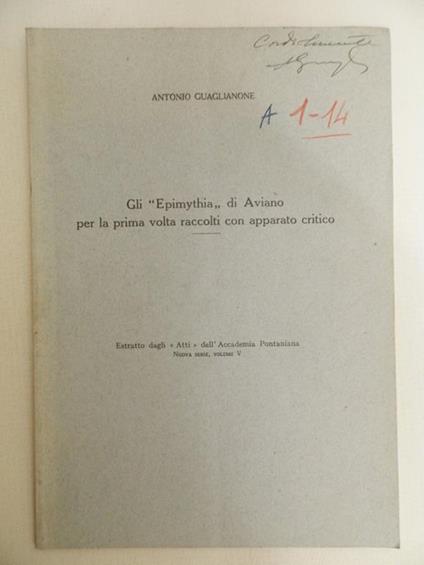 Cordialmente
ANTONIO GUAGLIANONE
A 1-14
Gli "Epimythia„ di Aviano
per la prima volta raccolti con apparato critico
Estratto dagli « Atti » dell'Accademia Pontaniana
Nuova serie, volume V